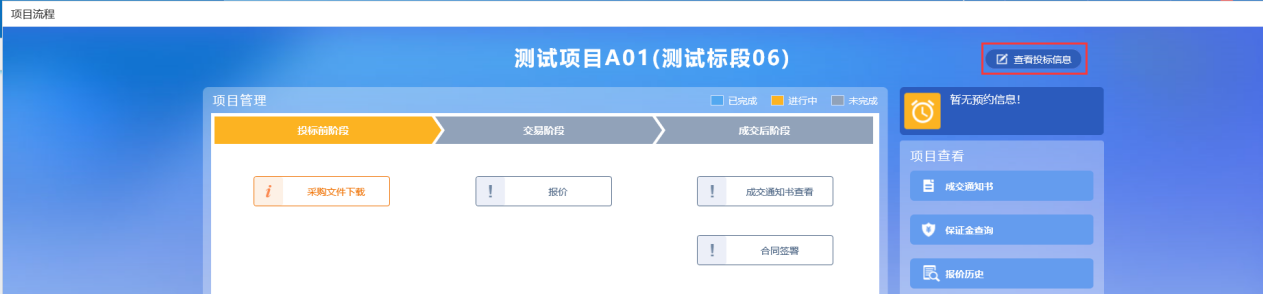 项目流程
测试项目A01(测试标段06)
查看投标信息
项目管理
已完成 进行中 未完成
暂无预约信息!
投标前阶段 交易阶段 成交后阶段
项目查看
采购文件下载 报价 成交通知书查看
成交通知书
保证金查询
合同签署
报价历史